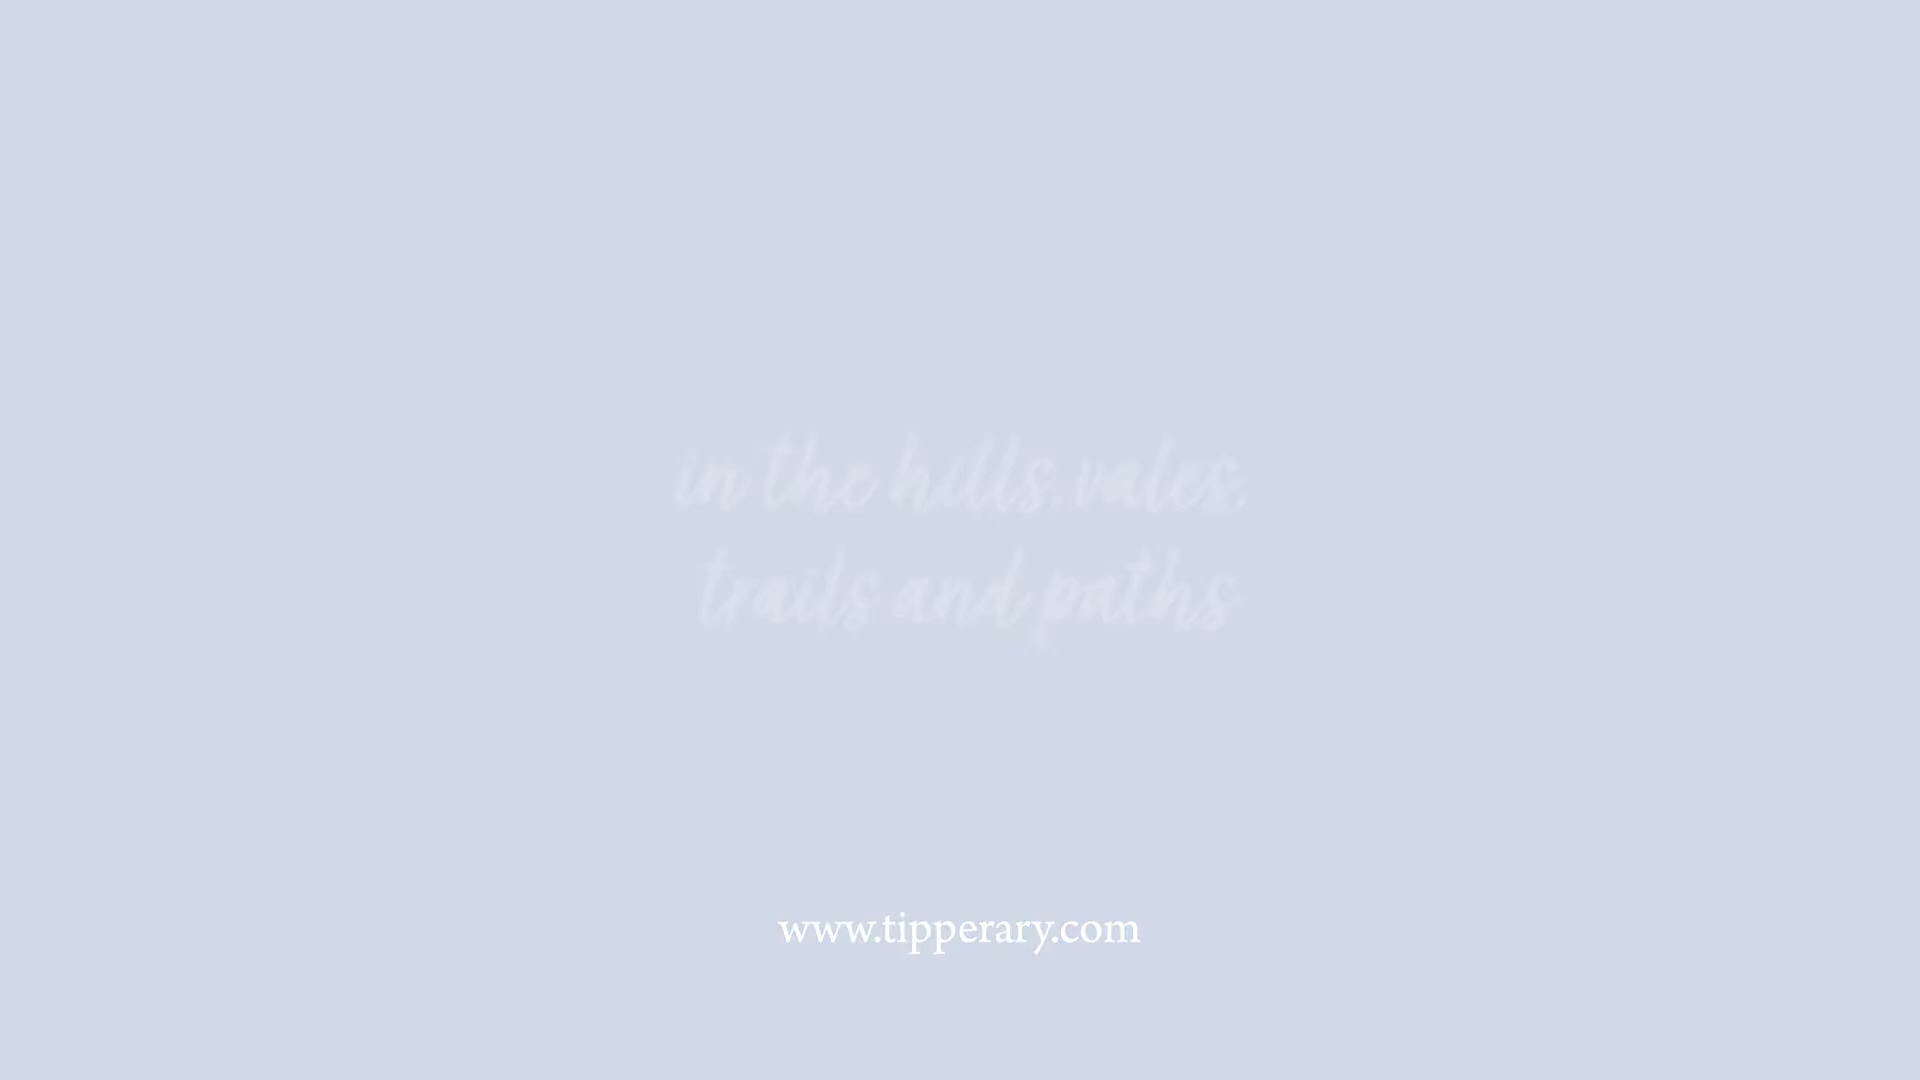 in the hills, vales,
trails and paths
www.tipperary.com